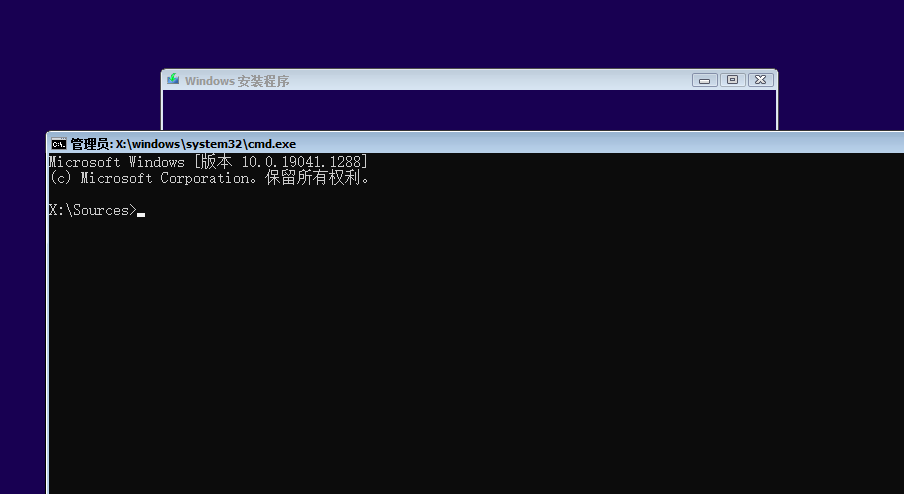 Windows 安装程序
管理员: X:\windows\system32\cmd.exe
Microsoft Windows [版本 10.0.19041.1288]
(c) Microsoft Corporation。保留所有权利。
X:\Sources>